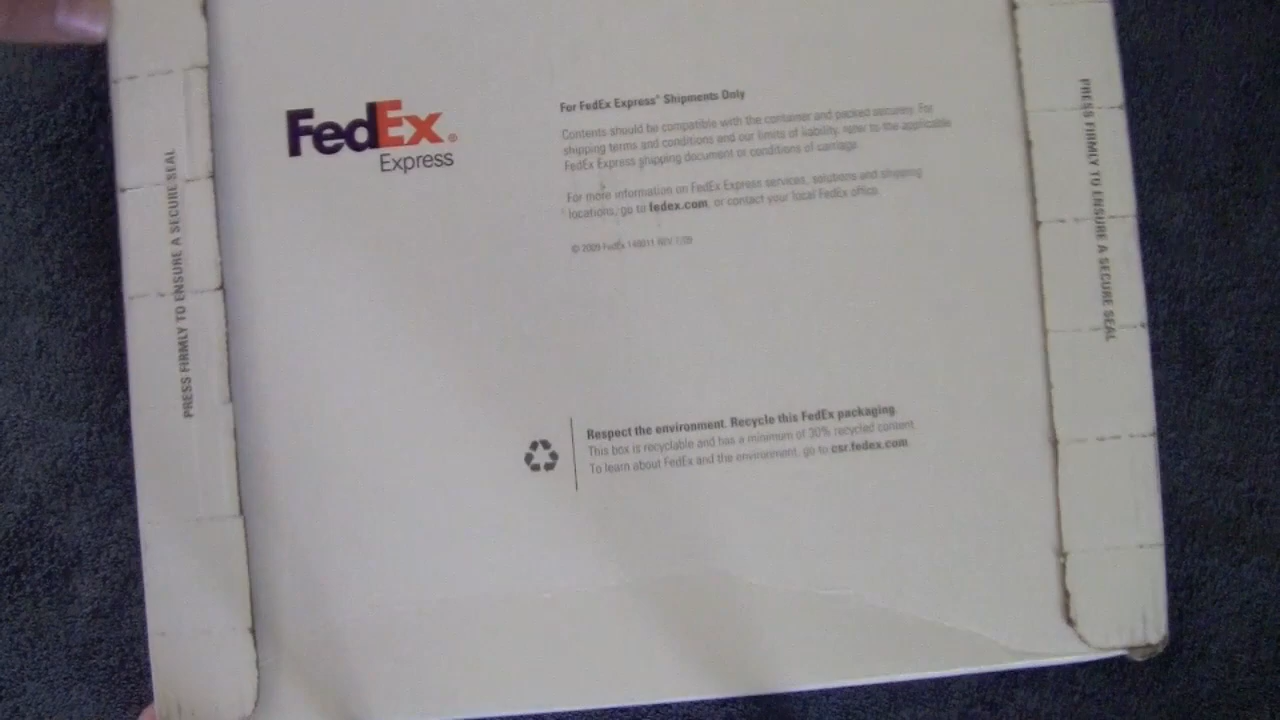 FedEx®
Express
For FedEx Express® Shipments Only
Contents should be compatible with the container and packed securely. For
shipping terms and conditions and our limits of liability, refer to the applicable
FedEx Express shipping document or conditions of carriage.
For more information on FedEx Express services, solutions and shipping
locations, go to fedex.com, or contact your local FedEx office.
© 2009 FedEx REV 7/09
Respect the environment. Recycle this FedEx packaging.
This box is recyclable and has a minimum of 30% recycled content.
To learn about FedEx and the environment, go to csr.fedex.com
PRESS FIRMLY TO ENSURE A SECURE SEAL
PRESS FIRMLY TO ENSURE A SECURE SEAL